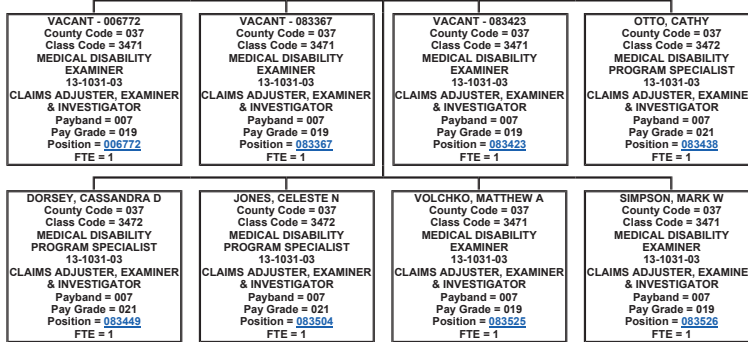 VACANT - 006772
County Code = 037
Class Code = 3471
MEDICAL DISABILITY
EXAMINER
13-1031-03
CLAIMS ADJUSTER, EXAMINER
& INVESTIGATOR
Payband = 007
Pay Grade = 019
Position = 006772
FTE = 1
VACANT - 083367
County Code = 037
Class Code = 3471
MEDICAL DISABILITY
EXAMINER
13-1031-03
CLAIMS ADJUSTER, EXAMINER
& INVESTIGATOR
Payband = 007
Pay Grade = 019
Position = 083367
FTE = 1
VACANT - 083423
County Code = 037
Class Code = 3471
MEDICAL DISABILITY
EXAMINER
13-1031-03
CLAIMS ADJUSTER, EXAMINER
& INVESTIGATOR
Payband = 007
Pay Grade = 019
Position = 083423
FTE = 1
OTTO, CATHY
County Code = 037
Class Code = 3472
MEDICAL DISABILITY
PROGRAM SPECIALIST
13-1031-03
CLAIMS ADJUSTER, EXAMINE
& INVESTIGATOR
Payband = 007
Pay Grade = 021
Position = 083438
FTE = 1
DORSEY, CASSANDRA D
County Code = 037
Class Code = 3472
MEDICAL DISABILITY
PROGRAM SPECIALIST
13-1031-03
CLAIMS ADJUSTER, EXAMINER
& INVESTIGATOR
Payband = 007
Pay Grade = 021
Position = 083449
FTE = 1
JONES, CELESTE N
County Code = 037
Class Code = 3472
MEDICAL DISABILITY
PROGRAM SPECIALIST
13-1031-03
CLAIMS ADJUSTER, EXAMINER
& INVESTIGATOR
Payband = 007
Pay Grade = 021
Position = 083504
FTE = 1
VOLCHKO, MATTHEW A
County Code = 037
Class Code = 3471
MEDICAL DISABILITY
EXAMINER
13-1031-03
CLAIMS ADJUSTER, EXAMINER
& INVESTIGATOR
Payband = 007
Pay Grade = 019
Position = 083525
FTE = 1
SIMPSON, MARK W
County Code = 037
Class Code = 3471
MEDICAL DISABILITY
EXAMINER
13-1031-03
CLAIMS ADJUSTER, EXAMINE
& INVESTIGATOR
Payband = 007
Pay Grade = 019
Position = 083526
FTE = 1